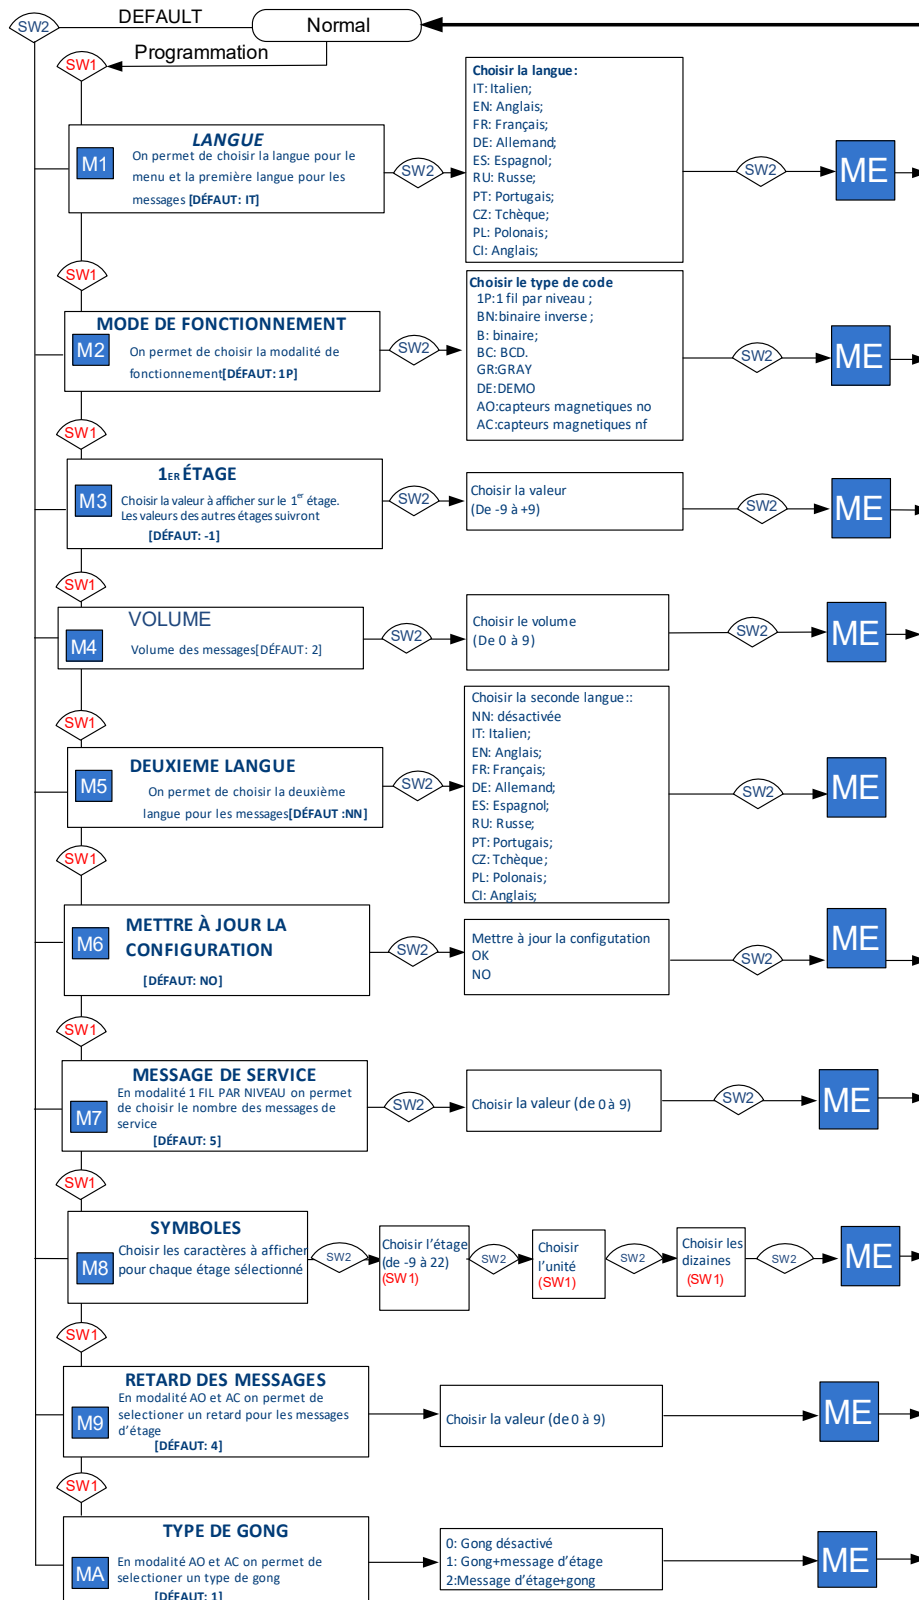 SW2
DEFAULT
Normal
Programmation
SW1
LANGUE
M1
On permet de choisir la langue pour le
menu et la première langue pour les
messages [DÉFAUT: IT]
SW2
Choisir la langue:
IT: Italien;
EN: Anglais;
FR: Français;
DE: Allemand;
ES: Espagnol;
RU: Russe;
PT: Portugais;
CZ: Tchèque;
PL: Polonais;
CI: Anglais;
SW2
ME
SW1
MODE DE FONCTIONNEMENT
M2
On permet de choisir la modalité de
fonctionnement[DÉFAUT: 1P]
SW2
Choisir le type de code
1P:1 fil par niveau ;
BN:binaire inverse ;
B: binaire;
BC: BCD.
GR:GRAY
DE:DEMO
AO:capteurs magnetiques no
AC:capteurs magnetiques nf
SW2
ME
SW1
1ER ÉTAGE
M3
Choisir la valeur à afficher sur le 1er étage.
Les valeurs des autres étages suivront
[DÉFAUT: -1]
SW2
Choisir la valeur
(De -9 à +9)
SW2
ME
SW1
VOLUME
M4
Volume des messages[DÉFAUT: 2]
SW2
Choisir le volume
(De 0 à 9)
SW2
ME
SW1
DEUXIEME LANGUE
M5
On permet de choisir la deuxième
langue pour les messages[DÉFAUT :NN]
SW2
Choisir la seconde langue::
NN: désactivée
IT: Italien;
EN: Anglais;
FR: Français;
DE: Allemand;
ES: Espagnol;
RU: Russe;
PT: Portugais;
CZ: Tchèque;
PL: Polonais;
CI: Anglais;
SW2
ME
SW1
METTRE À JOUR LA
CONFIGURATION
M6
[DÉFAUT: NO]
SW2
Mettre à jour la configutation
OK
NO
SW2
ME
SW1
MESSAGE DE SERVICE
M7
En modalité 1 FIL PAR NIVEAU on permet
de choisir le nombre des messages de
service
[DÉFAUT: 5]
SW2
Choisir la valeur (de 0 à 9)
SW2
ME
SW1
SYMBOLES
M8
Choisir les caractères à afficher
pour chaque étage sélectionné
SW2
Choisir l'étage
(de -9 à 22)
(SW1)
SW2
Choisir
l'unité
(SW1)
SW2
Choisir les
dizaines
(SW1)
SW2
ME
SW1
RETARD DES MESSAGES
M9
En modalité AO et AC on permet de
selectioner un retard pour les messages
d'étage
[DÉFAUT: 4]
Choisir la valeur (de 0 à 9)
ME
SW1
TYPE DE GONG
MA
En modalité AO et AC on permet de
selectioner un type de gong
[DÉFAUT: 1]
0: Gong désactivé
1: Gong+message d'étage
2:Message d'étage+gong
ME